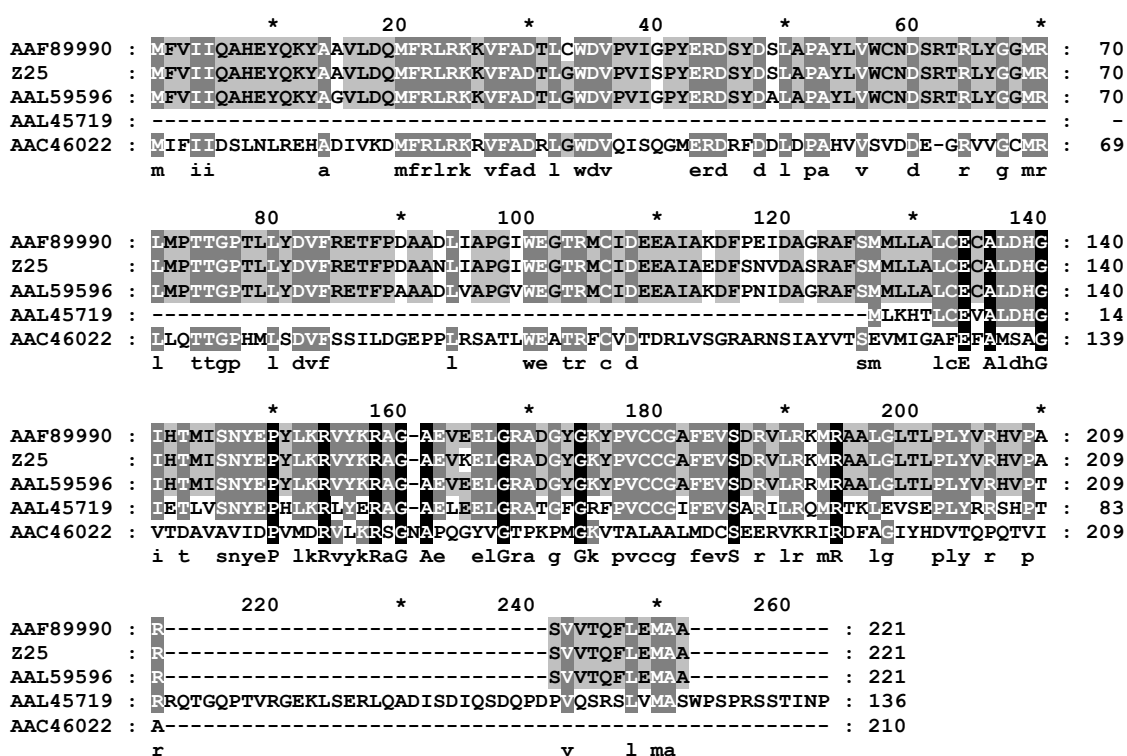 * 20 * 40 * 60 *
AAF89990 : MFVIIQAHEYQKYAAVLDQMFRLRKKVFADTLCWDVPVIGPYERDSYDSLAPAYLVWCNDSRTRLYGGMR : 70
Z25 : MFVIIQAHEYQKYAAVLDQMFRLRKKVFADTLGWDVPVISPYERDSYDSLAPAYLVWCNDSRTRLYGGMR : 70
AAL59596 : MFVIIQAHEYQKYAGVLDQMFRLRKKVFADTLGWDVPVIGPYERDSYDALAPAYLVWCNDSRTRLYGGMR : 70
AAL45719 : ---------------------------------------------------------------------- : -
AAC46022 : MIFIIDSLNLREHADIVKDMFRLRKRVFADRLGWDVQISQGMERDRFDDLDPAHVVSVDDE-GRVVGCMR : 69
m ii a mfrlrk vfad l wdv erd d l pa v d r g mr
80 * 100 * 120 * 140
AAF89990 : LMPTTGPTLLYDVFRETFPDAADLIAPGIWEGTRMCIDEEAIAKDFPEIDAGRAFSMMLLALCECALDHG : 140
Z25 : LMPTTGPTLLYDVFRETFPDAANLIAPGIWEGTRMCIDEEAIAEDFSNVDASRAFSMMLLALCECALDHG : 140
AAL59596 : LMPTTGPTLLYDVFRETFPAAADLVAPGVWEGTRMCIDEEAIAKDFPNIDAGRAFSMMLLALCECALDHG : 140
AAL45719 : --------------------------------------------------------MLKHTLCEVALDHG : 14
AAC46022 : LLQTTGPHMLSDVFSSILDGEPPLRSATLWEATRFCVDTDRLVSGRARNSIAYVTSEVMIGAFEFAMSAG : 139
l ttgp l dvf l we tr c d sm lcE AldhG
* 160 * 180 * 200 *
AAF89990 : IHTMISNYEPYLKRVYKRAG-AEVEELGRADGYGKYPVCCGAFEVSDRVLRKMRAALGLTLPLYVRHVPA : 209
Z25 : IHTMISNYEPYLKRVYKRAG-AEVKELGRADGYGKYPVCCGAFEVSDRVLRKMRAALGLTLPLYVRHVPA : 209
AAL59596 : IHTMISNYEPYLKRVYKRAG-AEVEELGRADGYGKYPVCCGAFEVSDRVLRRMRAALGLTLPLYVRHVPT : 209
AAL45719 : IETLVSNYEPHLKRLYERAG-AELEELGRATGFGRFPVCCGIFEVSARILRQMRTKLEVSEPLYRRSHPT : 83
AAC46022 : VTDAVAVIDPVMDRVLKRSGNAPQGYVGTPKPMGKVTALAALMDCSEERVKRIRDFAGIYHDVTQPQTVI : 209
i t snyeP lkRvykRaG Ae elGra g Gk pvccg fevS r lr mR lg ply r p
220 * 240 * 260
AAF89990 : R------------------------------SVVTQFLEMAA----------- : 221
Z25 : R------------------------------SVVTQFLEMAA----------- : 221
AAL59596 : R------------------------------SVVTQFLEMAA----------- : 221
AAL45719 : RRQTGQPTVRGEKLSERLQADISDIQSDQPDPVQSRSLVMASWPSPRSSTINP : 136
AAC46022 : A---------------------------------------------------- : 210
r v l ma